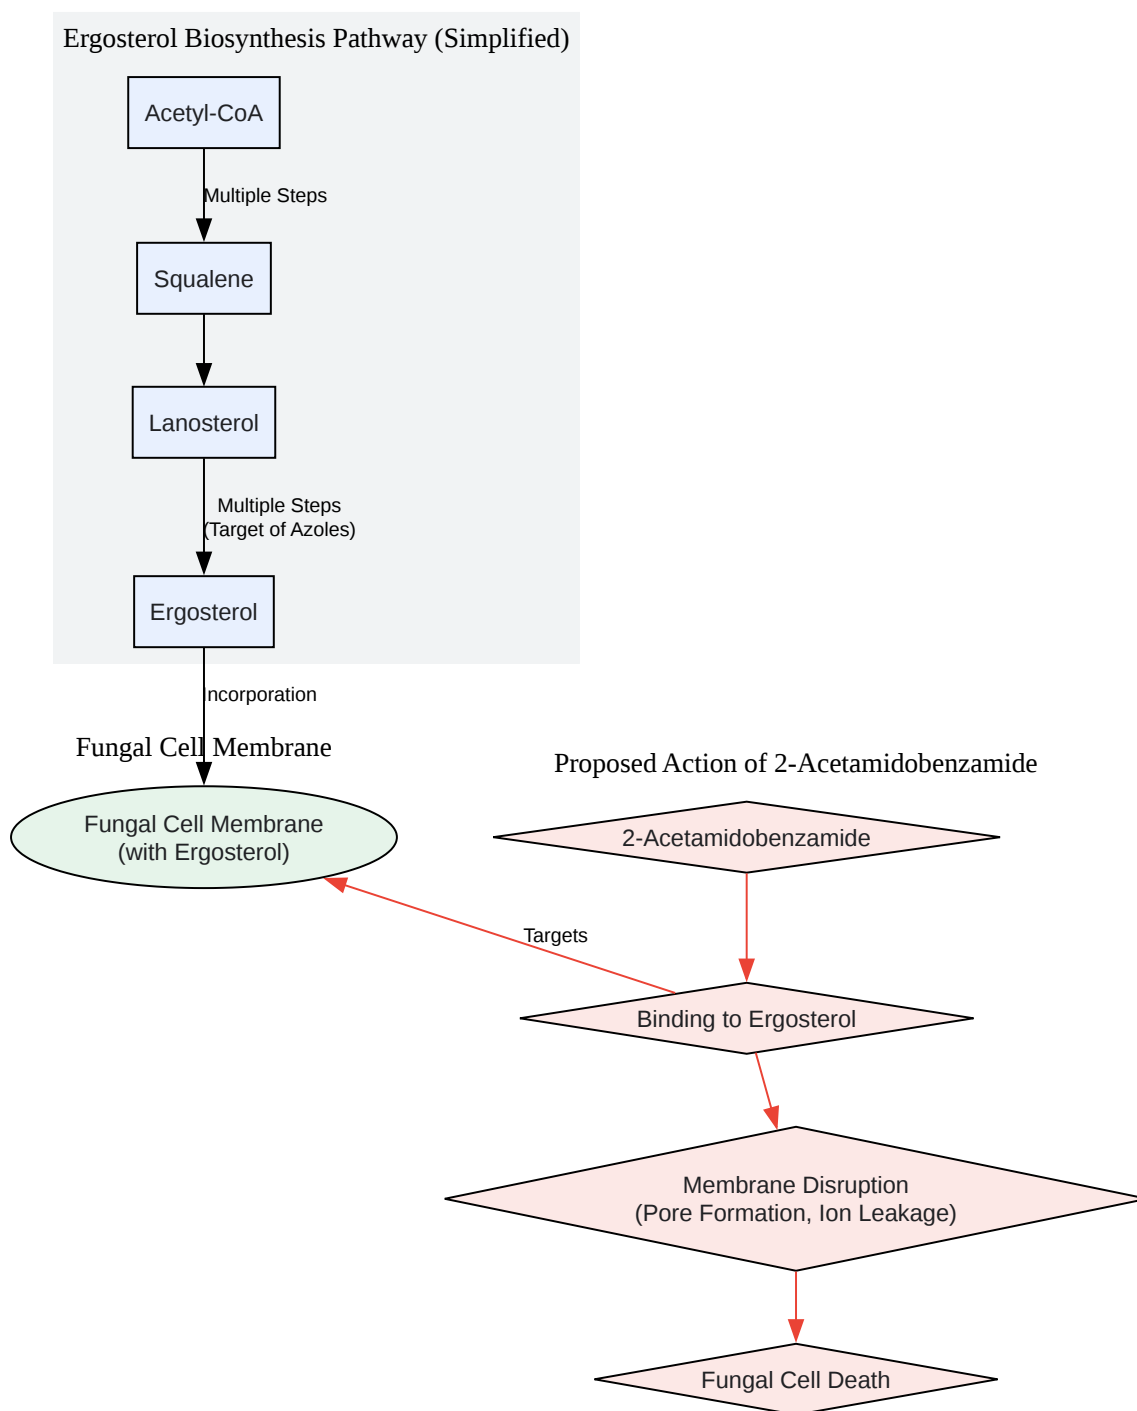 Ergosterol Biosynthesis Pathway (Simplified)
Acetyl-CoA
Multiple Steps
Squalene
Lanosterol
Multiple Steps
(Target of Azoles)
Ergosterol
Incorporation
Fungal Cell Membrane
Fungal Cell Membrane
(with Ergosterol)
Proposed Action of 2-Acetamidobenzamide
2-Acetamidobenzamide
Targets
Binding to Ergosterol
Membrane Disruption
(Pore Formation, Ion Leakage)
Fungal Cell Death